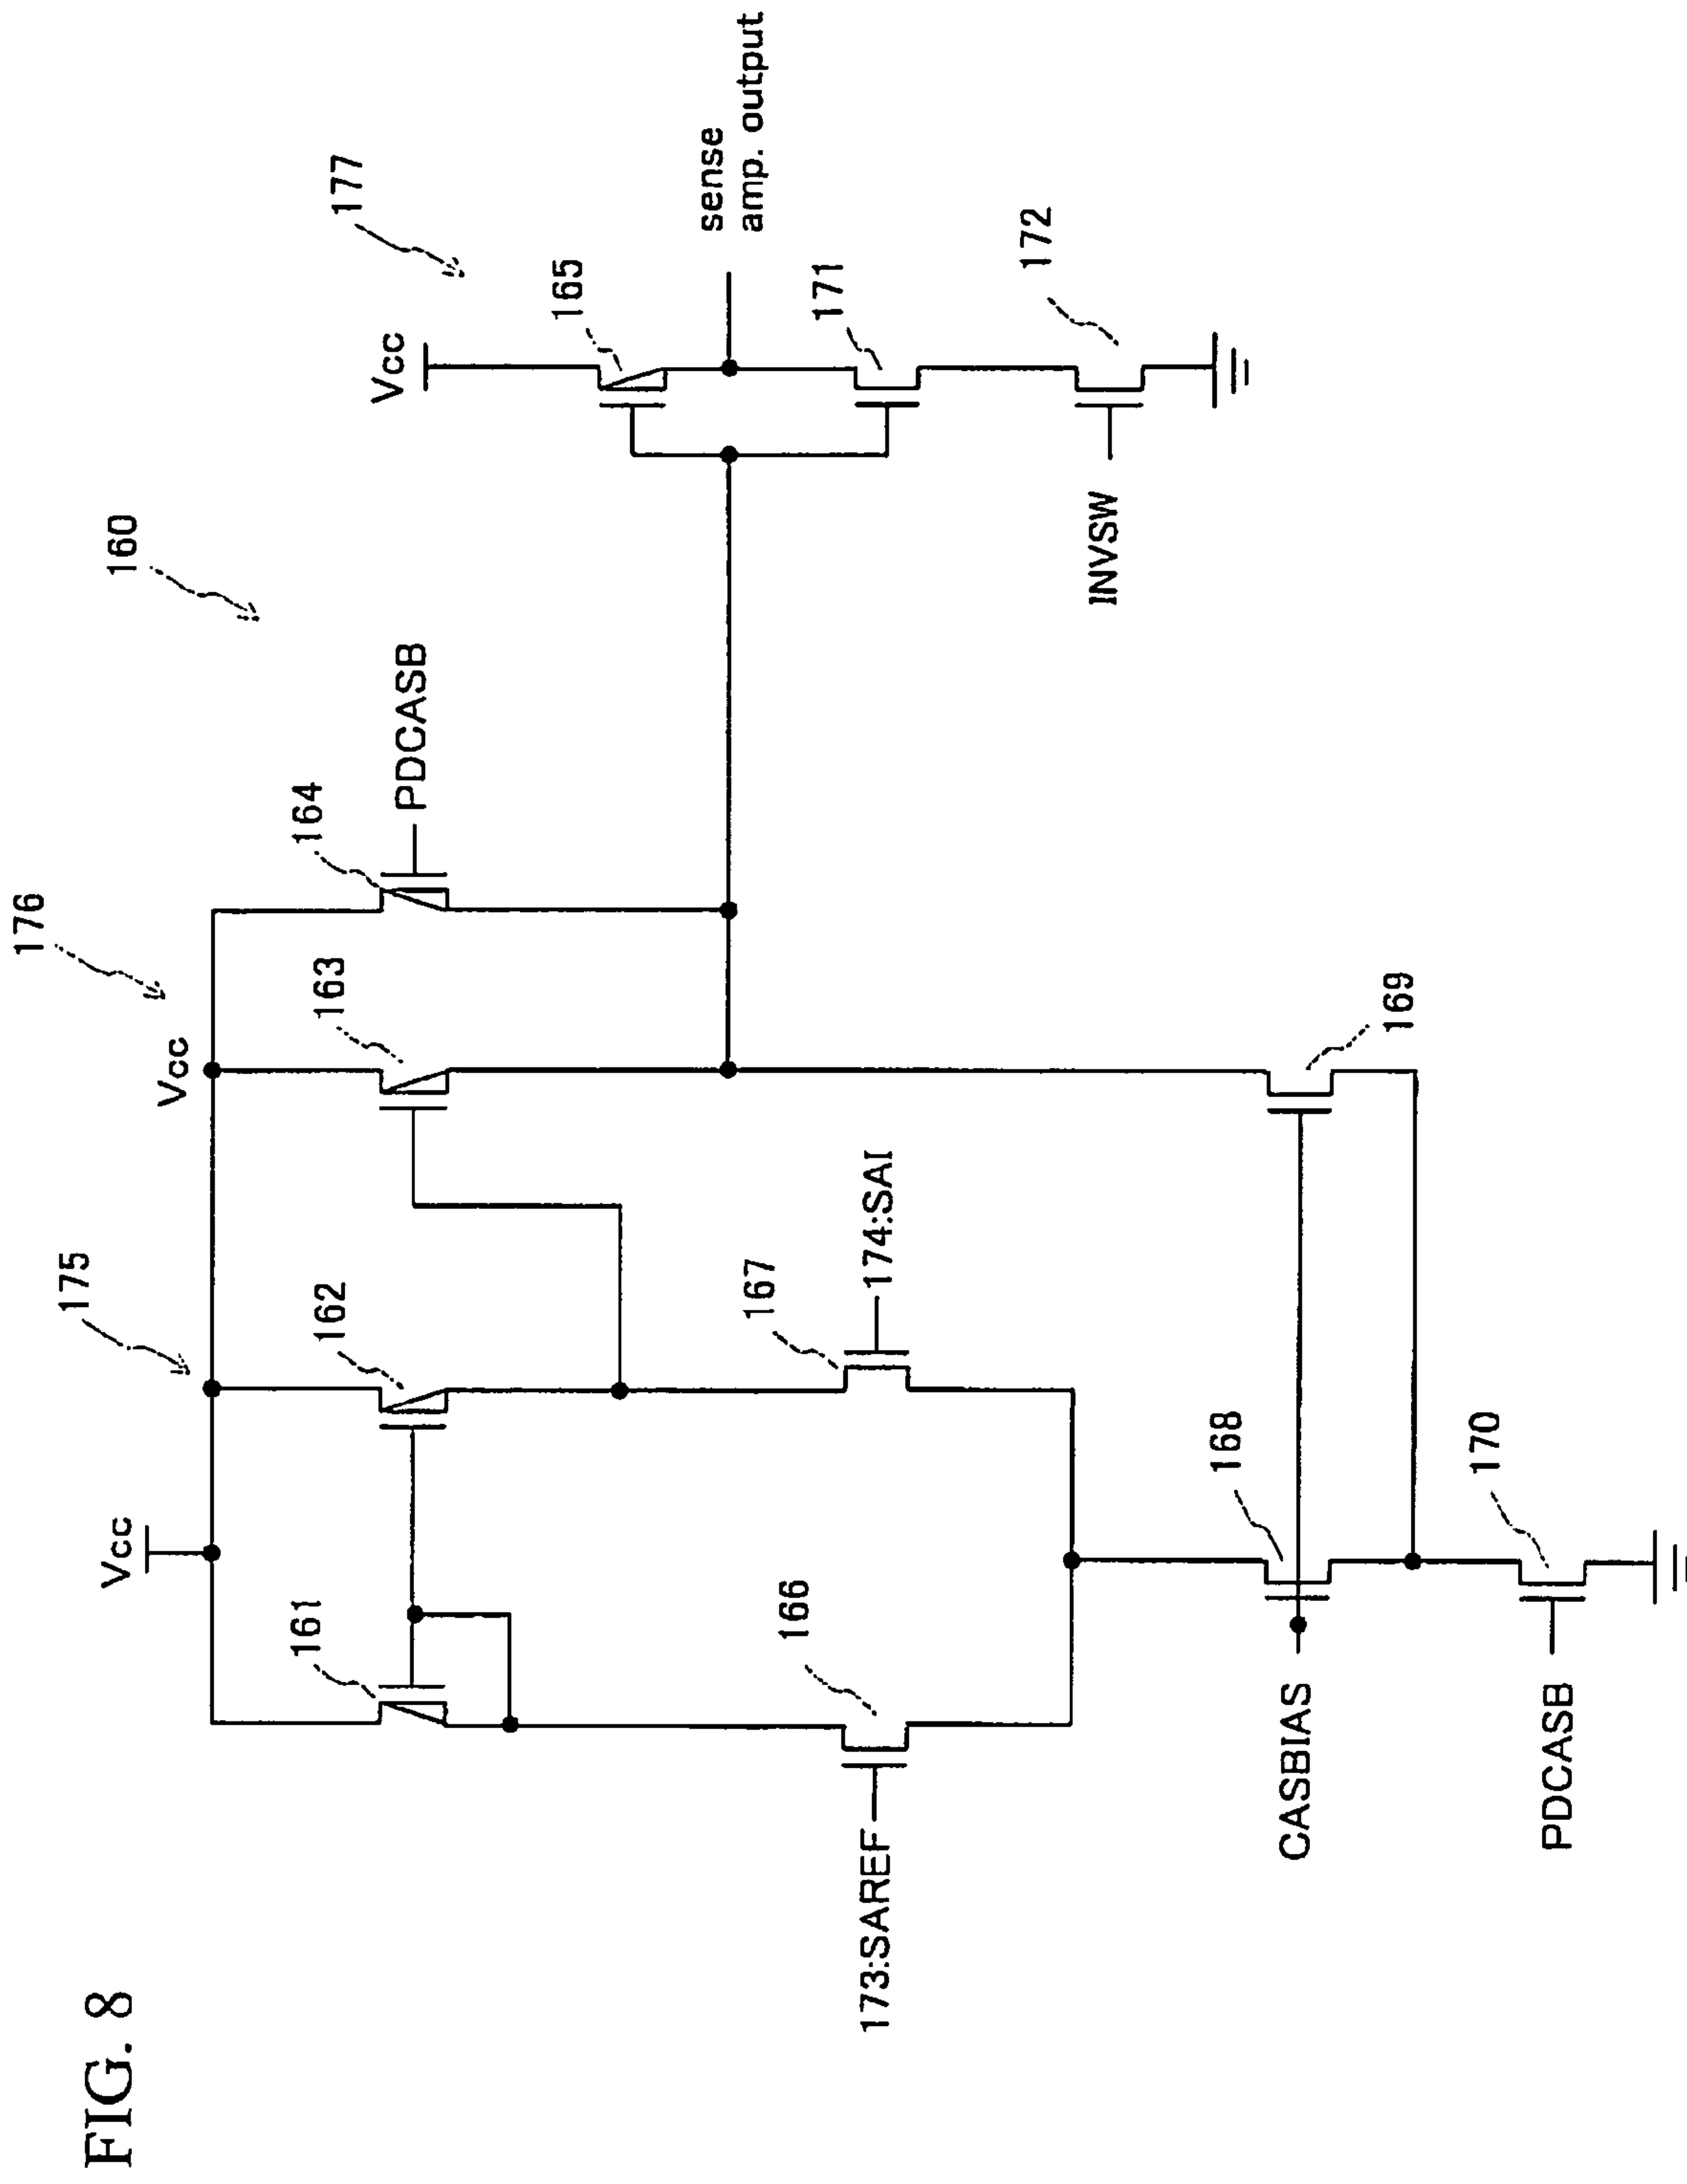 FIG. 8
160
175
176
177
Vcc
Vcc
Vcc
161
162
163
164
PDCASB
165
sense
amp. output
166
167
173:SAREF
174:SAI
171
172
INVSW
168
169
CASBIAS
170
PDCASB